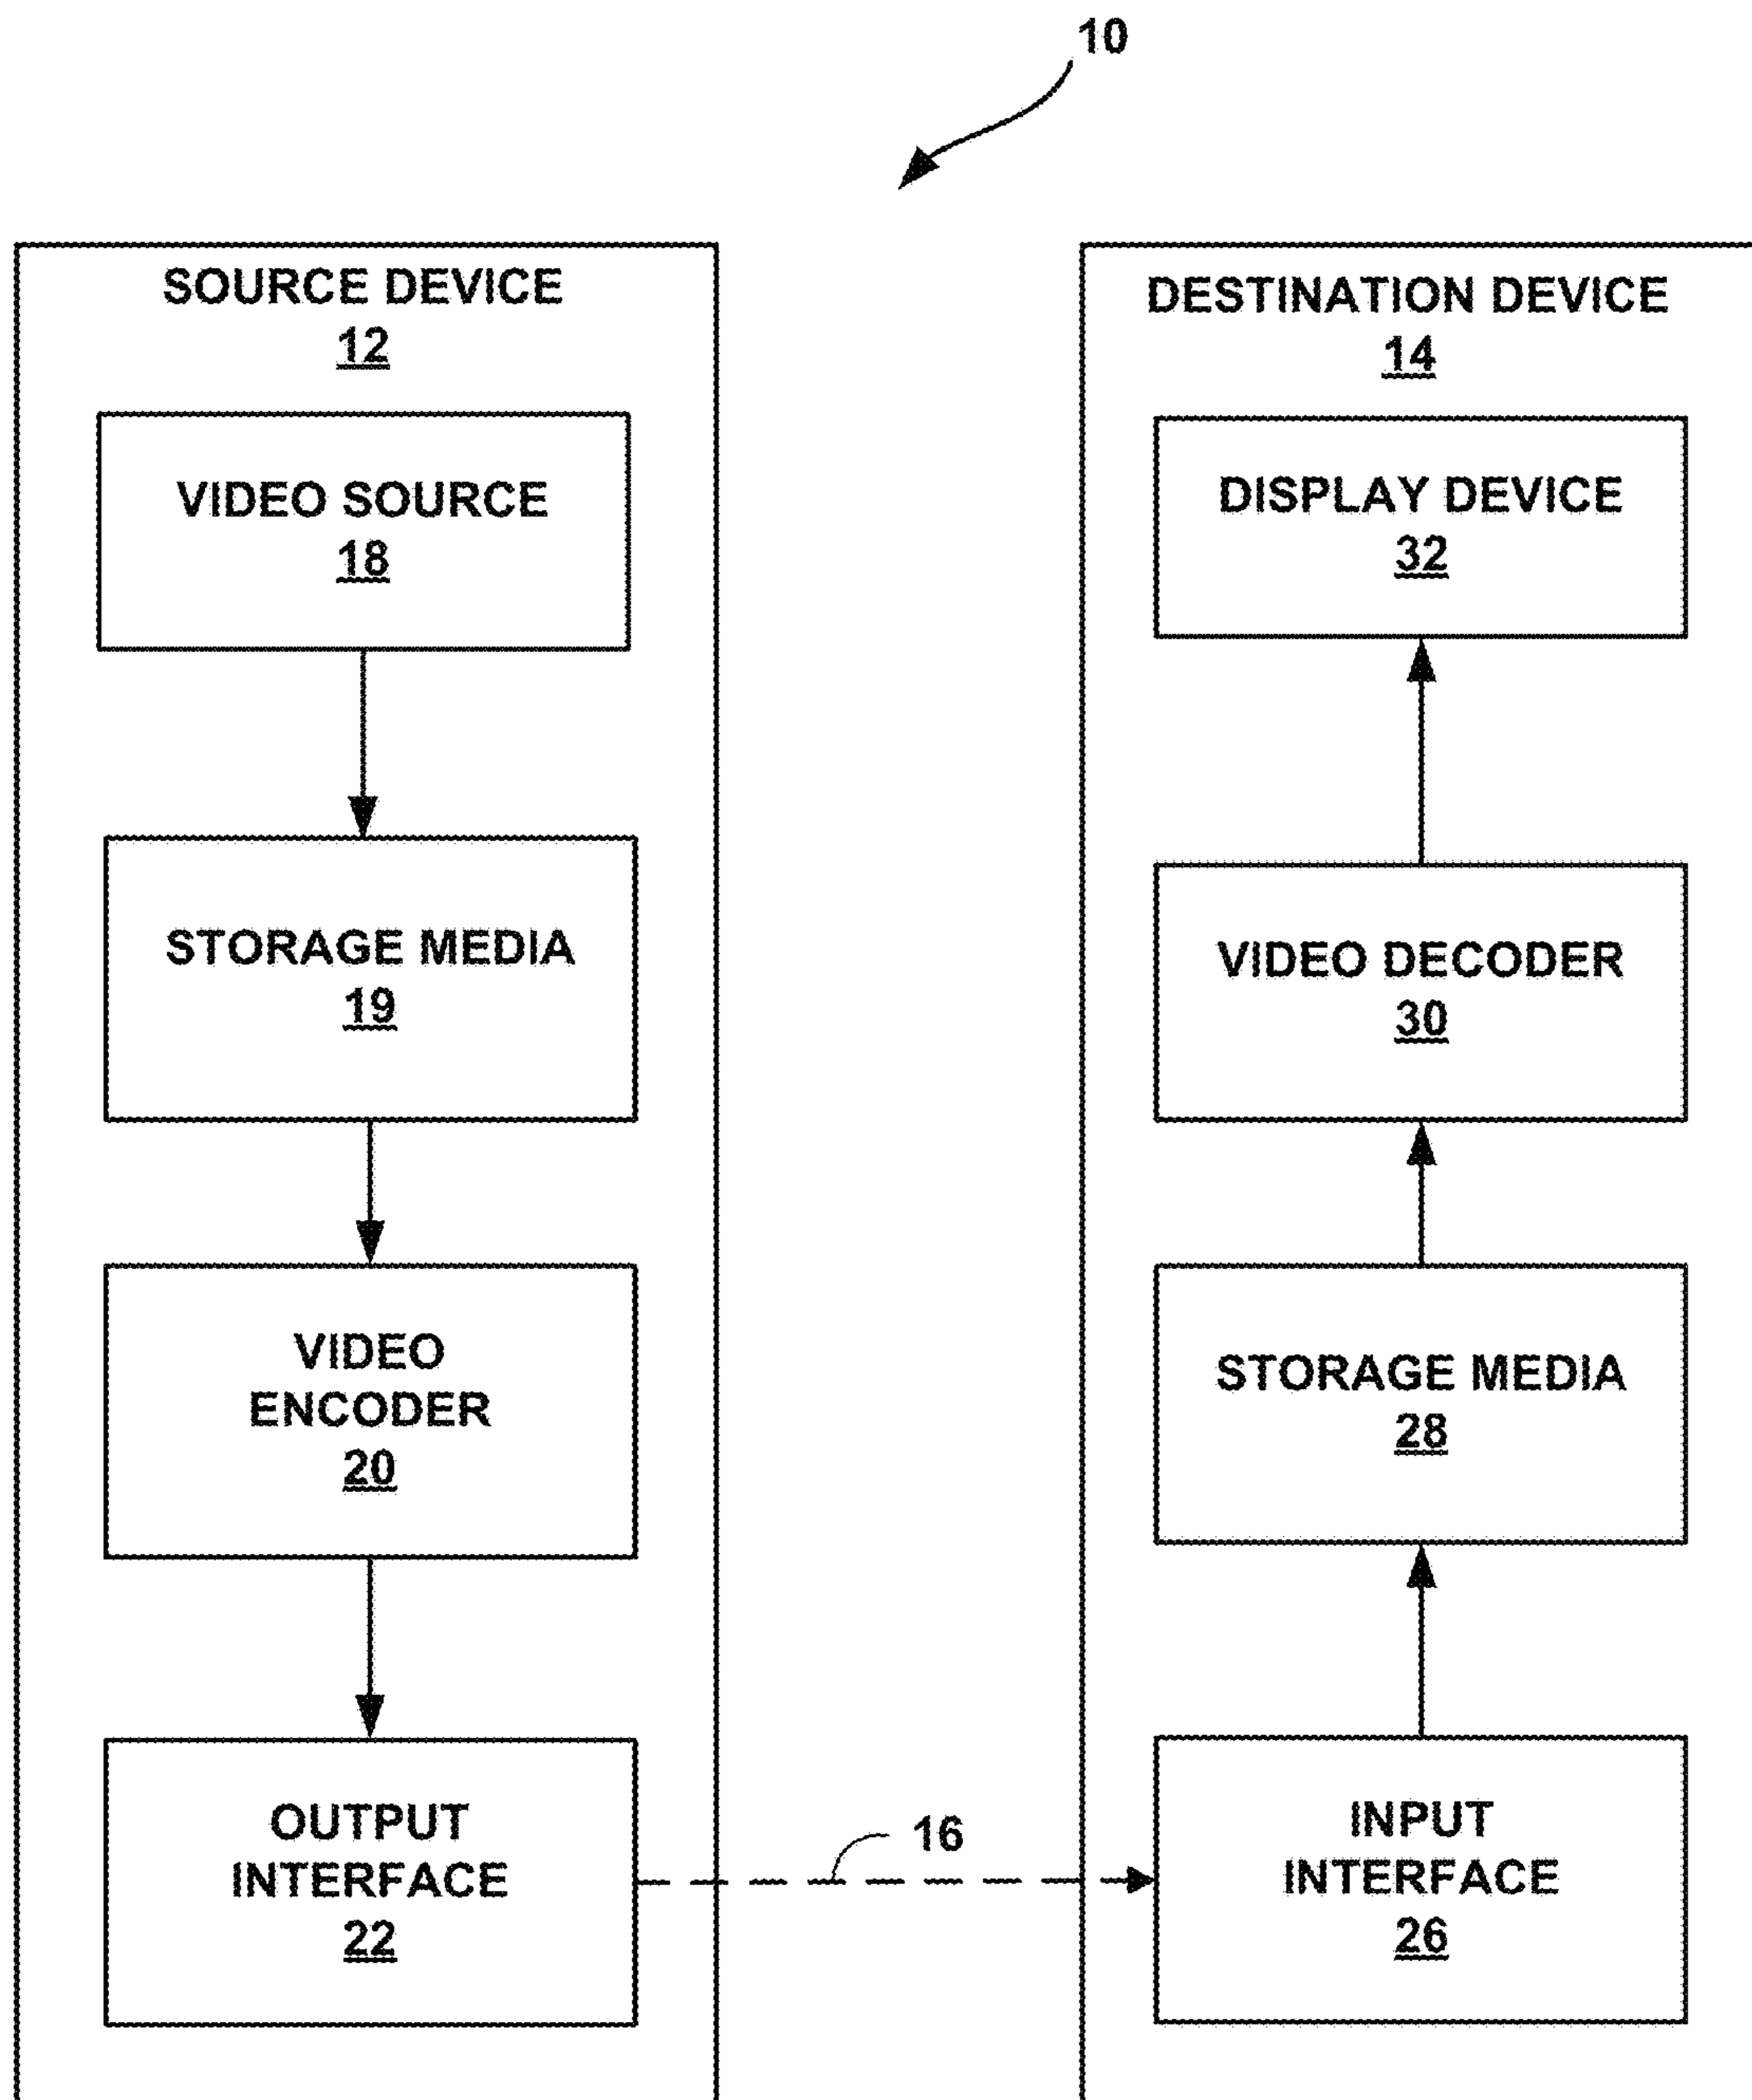 10
SOURCE DEVICE
12
VIDEO SOURCE
18
STORAGE MEDIA
19
VIDEO
ENCODER
20
OUTPUT
INTERFACE
22
16
DESTINATION DEVICE
14
DISPLAY DEVICE
32
VIDEO DECODER
30
STORAGE MEDIA
28
INPUT
INTERFACE
26